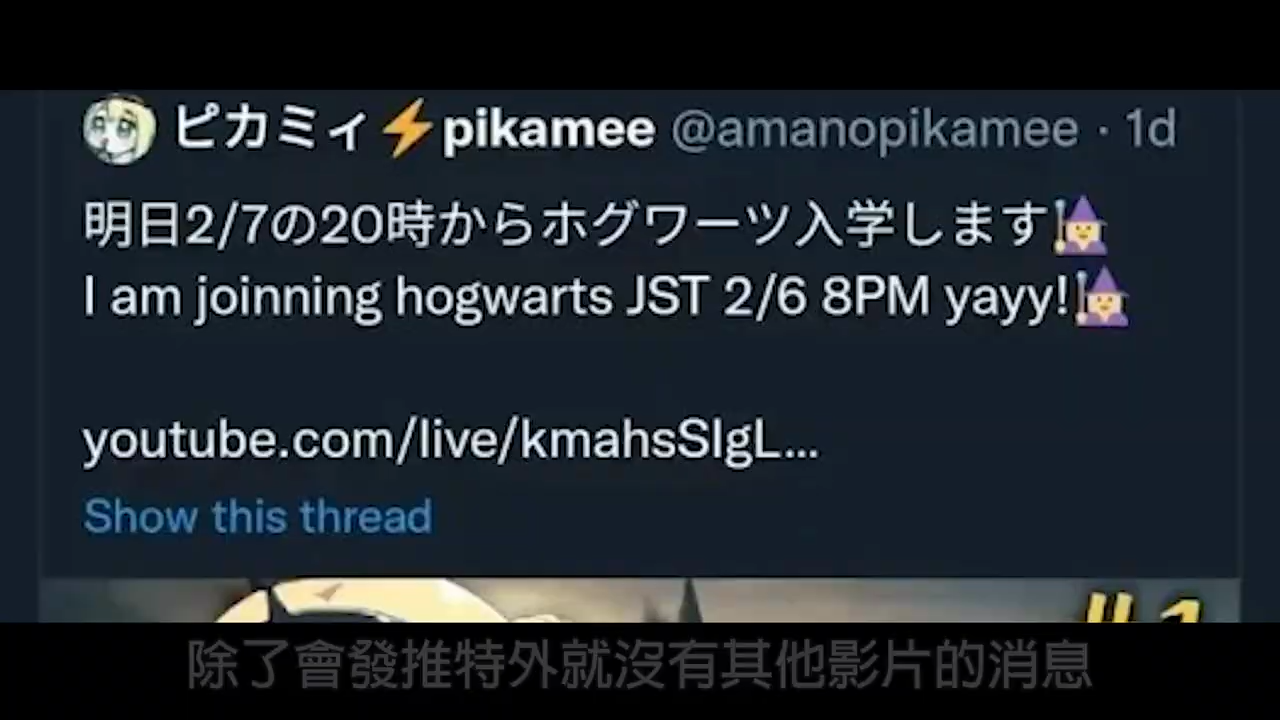 ピカミィ⚡pikamee @amanopikamee · 1d
明日2/7の20時からホグワーツ入学します🧙
I am joinning hogwarts JST 2/6 8PM yayy!🧙
youtube.com/live/kmahsSIgL...
Show this thread
#1
除了會發推特外就沒有其他影片的消息